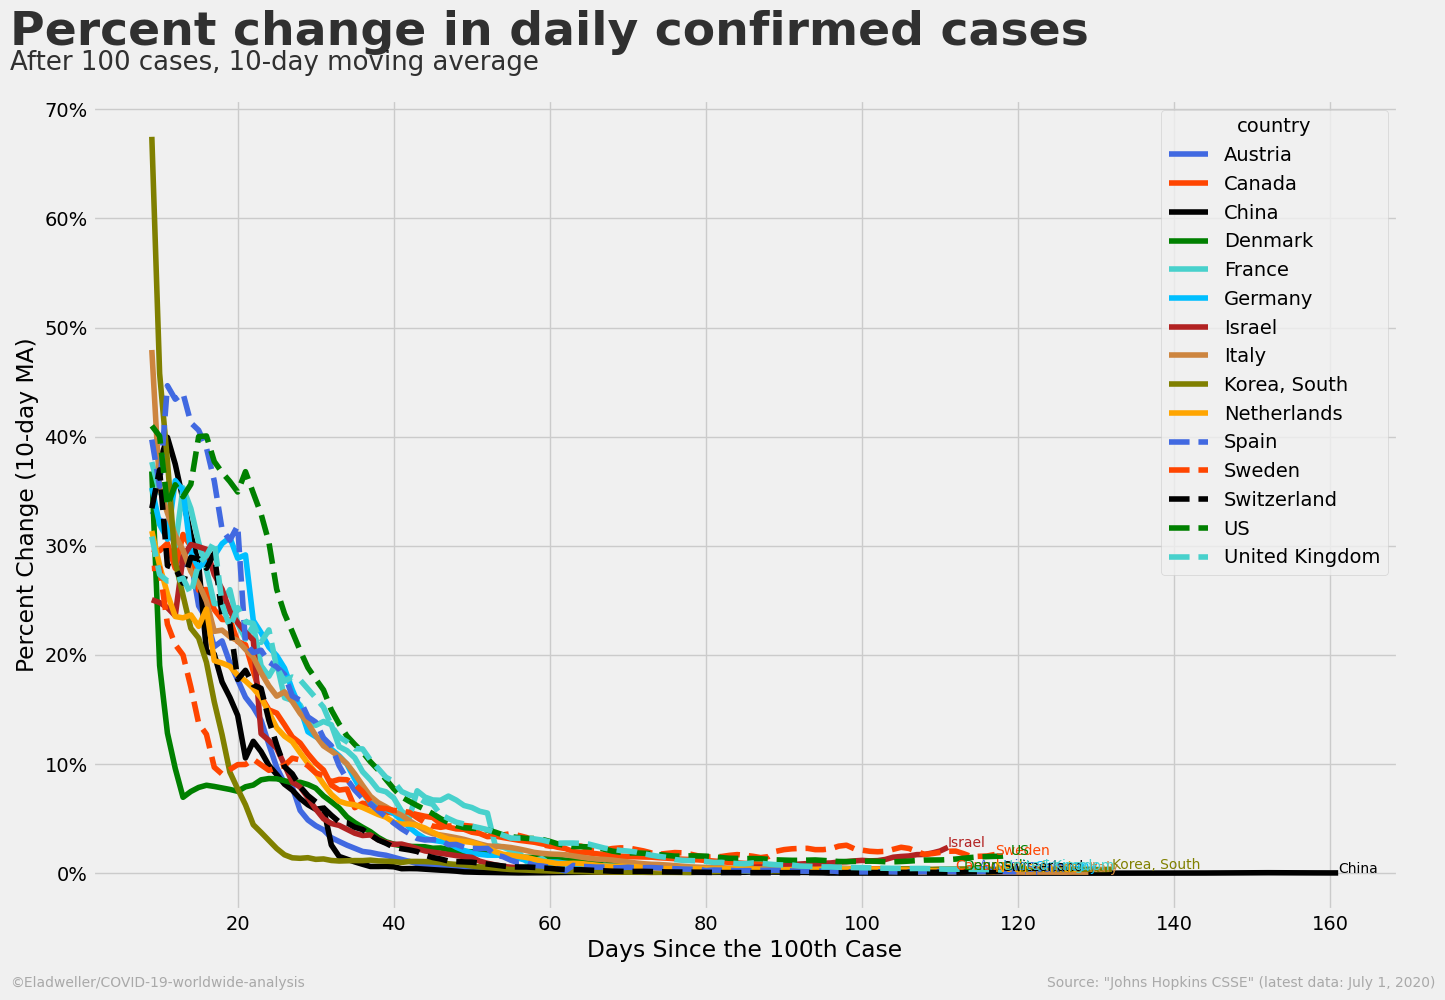 Percent change in daily confirmed cases
After 100 cases, 10-day moving average
70%
60%
50%
40%
30%
20%
10%
0%
Percent Change (10-day MA)
country
Austria
Canada
China
Denmark
France
Germany
Israel
Italy
Korea, South
Netherlands
Spain
Sweden
Switzerland
US
United Kingdom
Israel
Sweden
US
Switzerland
Korea, South
China
20
40
60
80
100
120
140
160
Days Since the 100th Case
©Eladweller/COVID-19-worldwide-analysis
Source: "Johns Hopkins CSSE" (latest data: July 1, 2020)